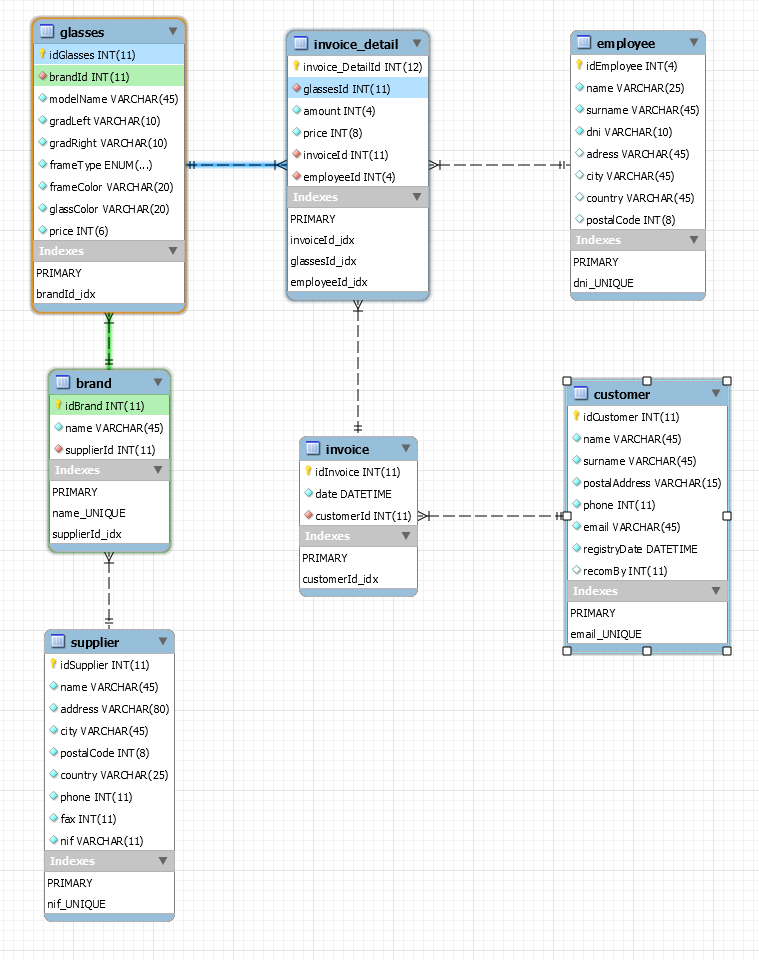 glasses
idGlasses INT(11)
brandId INT(11)
modelName VARCHAR(45)
gradLeft VARCHAR(10)
gradRight VARCHAR(10)
frameType ENUM(...)
frameColor VARCHAR(20)
glassColor VARCHAR(20)
price INT(6)
Indexes
PRIMARY
brandId_idx
invoice_detail
invoice_DetailId INT(12)
glassesId INT(11)
amount INT(4)
price INT(8)
invoiceId INT(11)
employeeId INT(4)
Indexes
PRIMARY
invoiceId_idx
glassesId_idx
employeeId_idx
employee
idEmployee INT(4)
name VARCHAR(25)
surname VARCHAR(45)
dni VARCHAR(10)
adress VARCHAR(45)
city VARCHAR(45)
country VARCHAR(45)
postalCode INT(8)
Indexes
PRIMARY
dni_UNIQUE
brand
idBrand INT(11)
name VARCHAR(45)
supplierId INT(11)
Indexes
PRIMARY
name_UNIQUE
supplierId_idx
invoice
idInvoice INT(11)
date DATETIME
customerId INT(11)
Indexes
PRIMARY
customerId_idx
customer
idCustomer INT(11)
name VARCHAR(45)
surname VARCHAR(45)
postalAddress VARCHAR(15)
phone INT(11)
email VARCHAR(45)
registryDate DATETIME
recomBy INT(11)
Indexes
PRIMARY
email_UNIQUE
supplier
idSupplier INT(11)
name VARCHAR(45)
address VARCHAR(80)
city VARCHAR(45)
postalCode INT(8)
country VARCHAR(25)
phone INT(11)
fax INT(11)
nif VARCHAR(11)
Indexes
PRIMARY
nif_UNIQUE